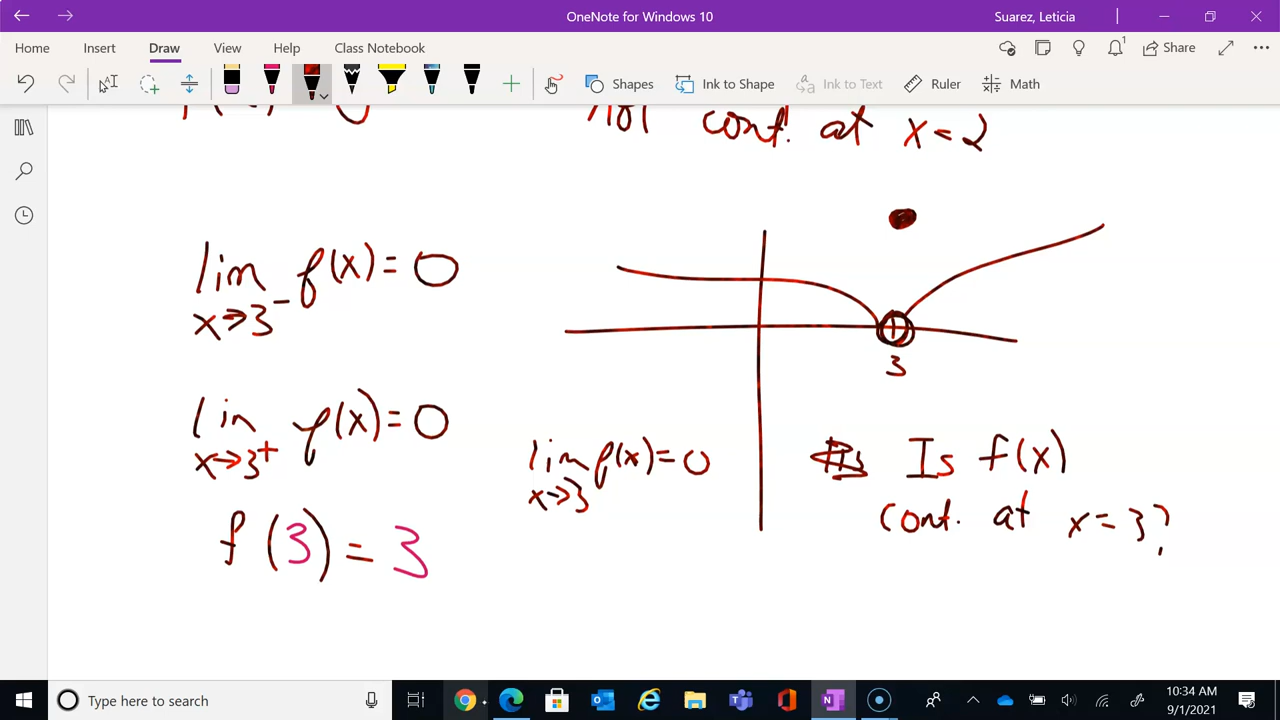 OneNote for Windows 10
Suarez, Leticia
Home Insert Draw View Help Class Notebook
1
Share
Shapes Ink to Shape Ink to Text Ruler Math
not cont. at x=2
lim f(x)=0
x→3⁻
lim f(x)=0
x→3⁺
f(3)=3
3
lim f(x)=0
x→3
Is f(x)
cont. at x=3?
Type here to search
10:34 AM
9/1/2021